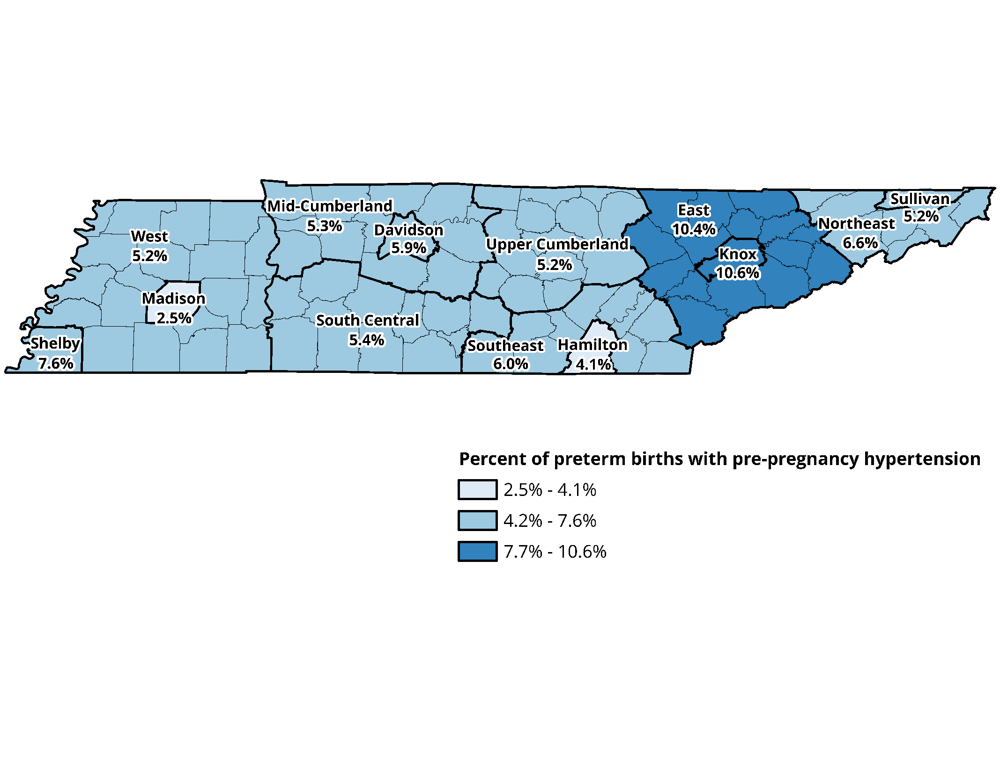 Mid-Cumberland
5.3%
Davidson
5.9%
West
5.2%
Madison
2.5%
Shelby
7.6%
South Central
5.4%
Upper Cumberland
5.2%
Southeast
6.0%
Hamilton
4.1%
East
10.4%
Knox
10.6%
Northeast
6.6%
Sullivan
5.2%
Percent of preterm births with pre-pregnancy hypertension
2.5% - 4.1%
4.2% - 7.6%
7.7% - 10.6%